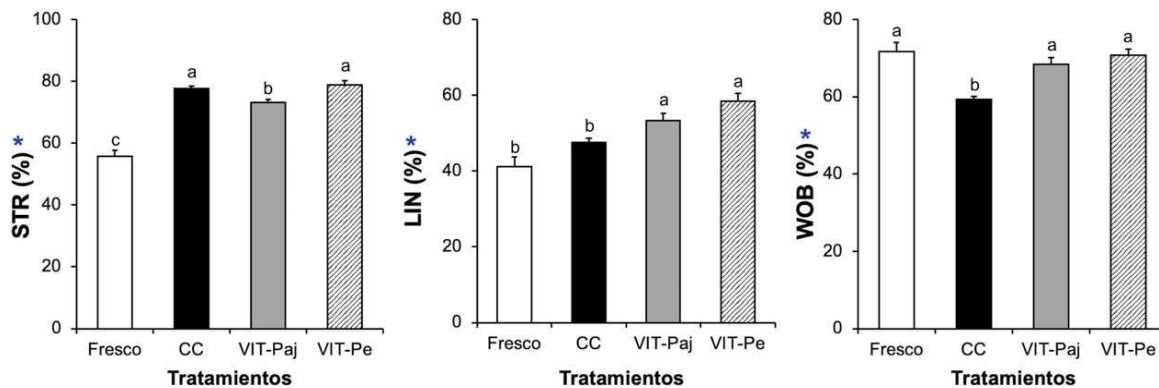 STR (%)*
100
80
60
40
20
0
c
a
b
a
Fresco CC VIT-Paj VIT-Pe
Tratamientos
LIN (%)*
80
60
40
20
0
b
b
a
a
Fresco CC VIT-Paj VIT-Pe
Tratamientos
WOB (%)*
80
60
40
20
0
a
b
a
a
Fresco CC VIT-Paj VIT-Pe
Tratamientos